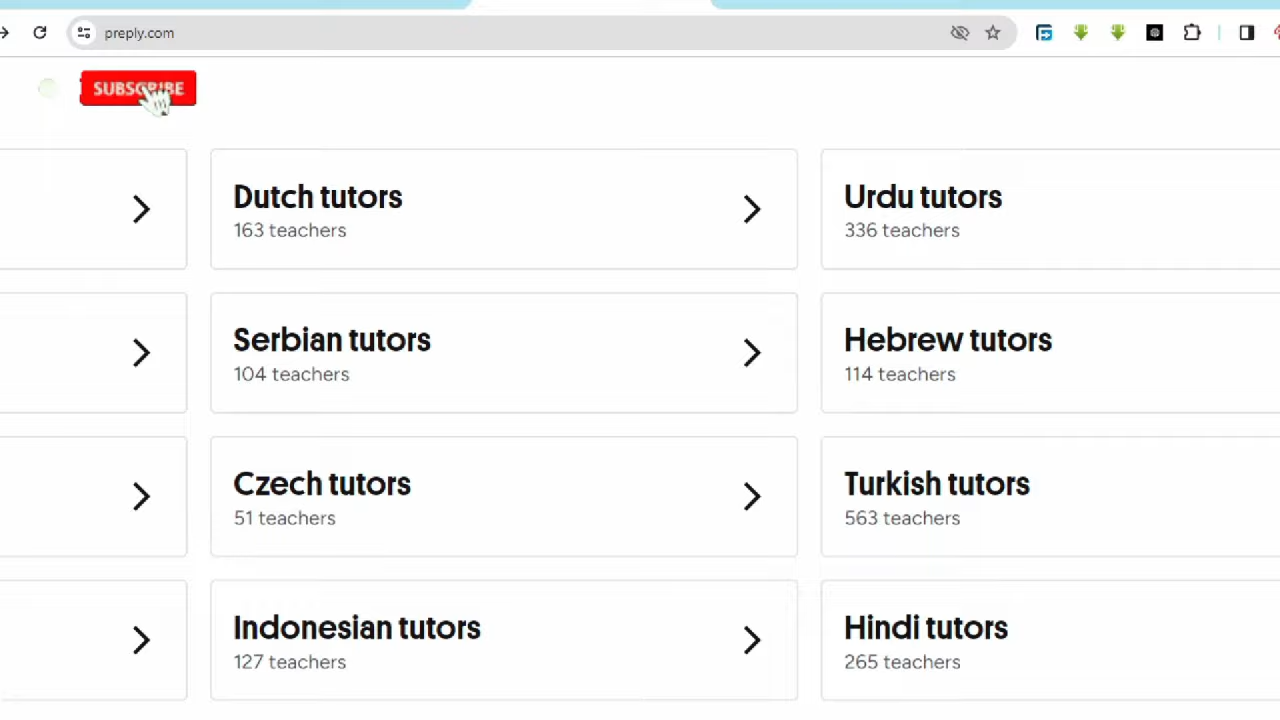 preply.com
SUBSCRIBE
Dutch tutors
163 teachers
Urdu tutors
336 teachers
Serbian tutors
104 teachers
Hebrew tutors
114 teachers
Czech tutors
51 teachers
Turkish tutors
563 teachers
Indonesian tutors
127 teachers
Hindi tutors
265 teachers